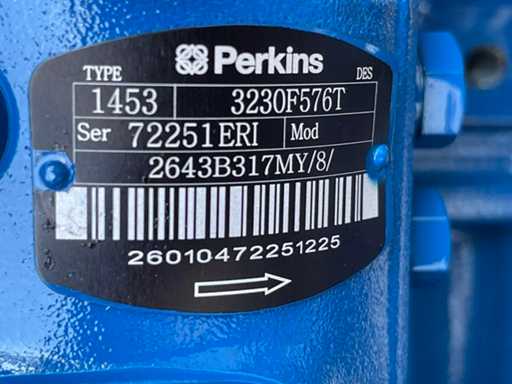 Perkins
TYPE DES
1453 3230F576T
Ser 72251ERI Mod
2643B317MY/8/
26010472251225